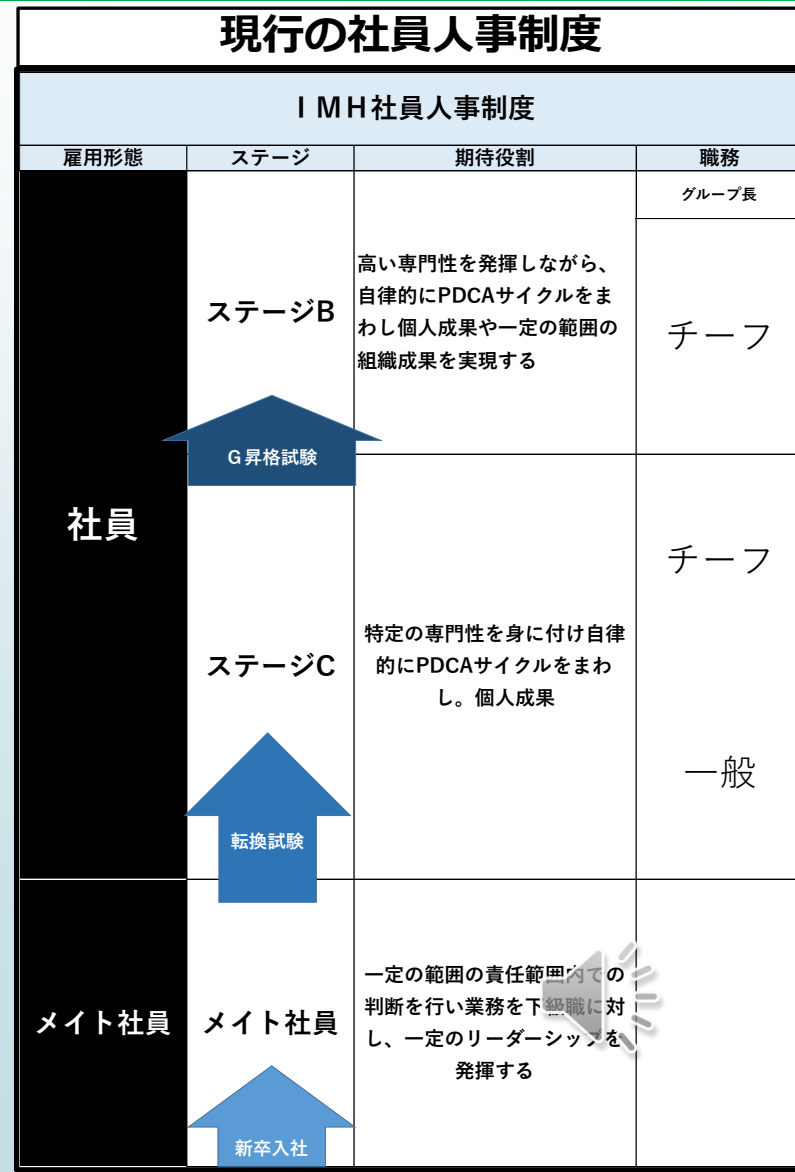 現行の社員人事制度
ＩＭＨ社員人事制度
雇用形態 ステージ 期待役割 職務
グループ長
社員
ステージB
高い専門性を発揮しながら、
自律的にPDCAサイクルをま
わし個人成果や一定の範囲の
組織成果を実現する
チーフ
G昇格試験
ステージC
特定の専門性を身に付け自律
的にPDCAサイクルをまわ
し。個人成果
チーフ
一般
転換試験
メイト社員
メイト社員
一定の範囲の責任範囲内での
判断を行い業務を下級職に対
し、一定のリーダーシップを
発揮する
新卒入社